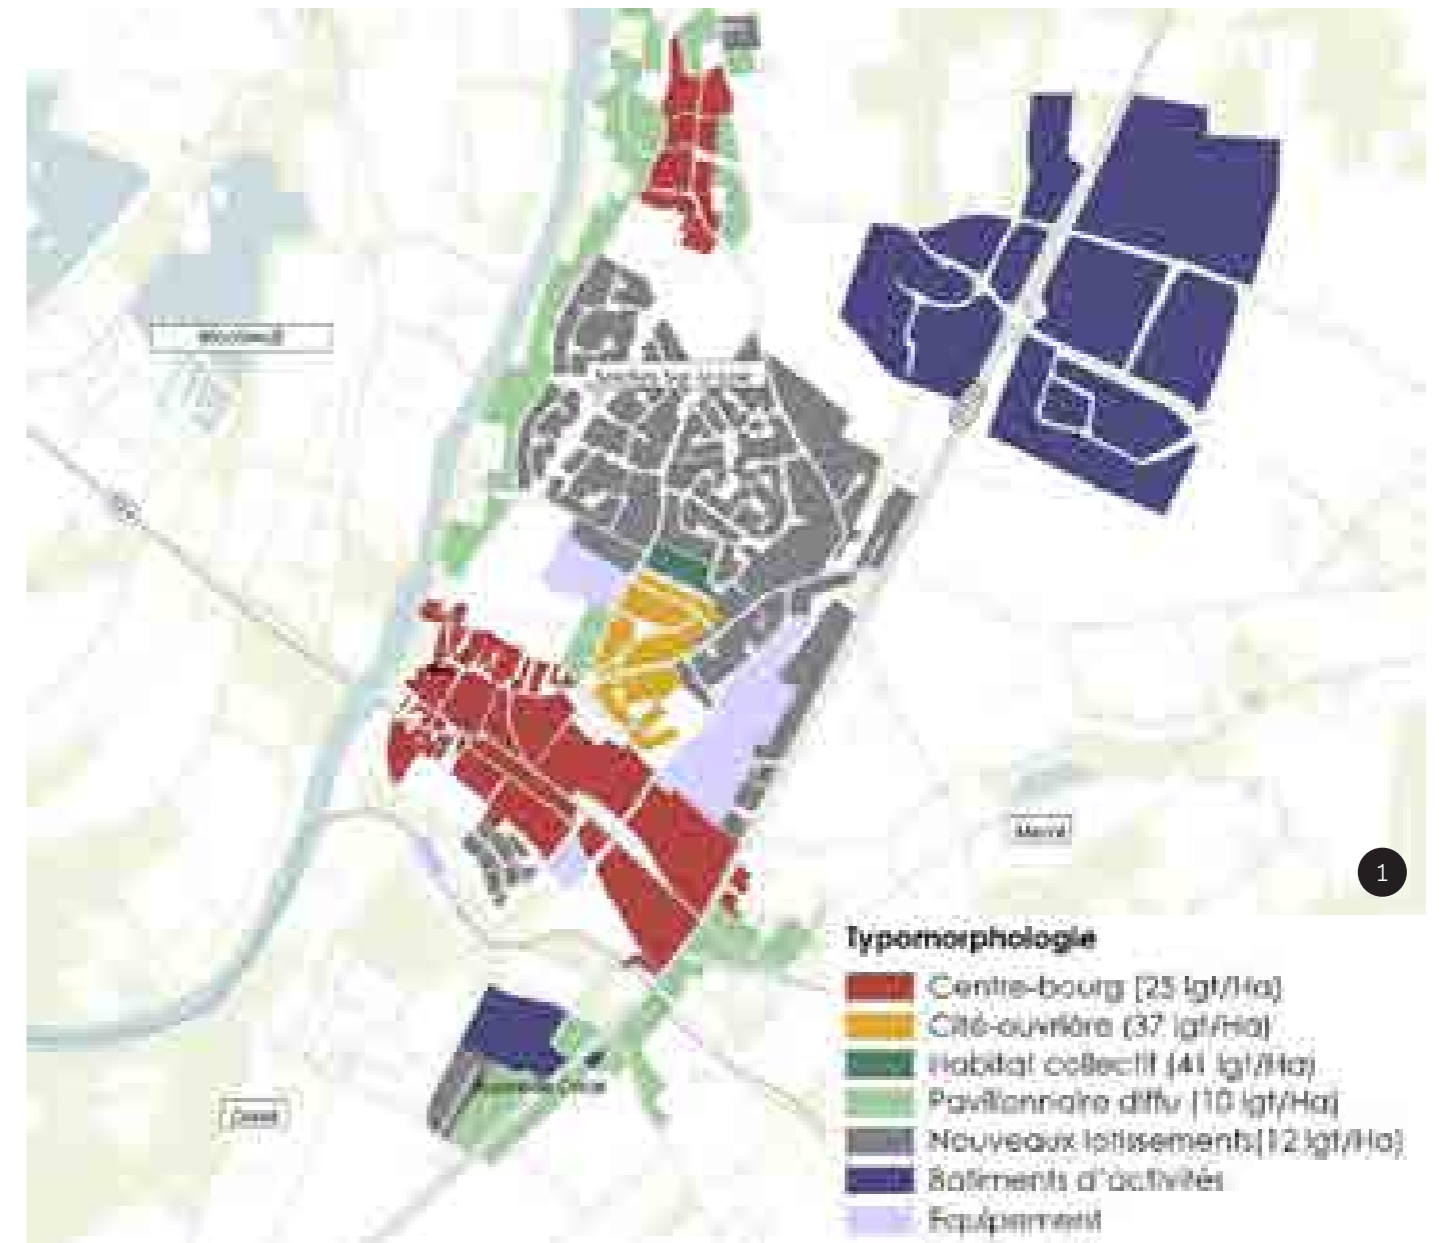 Merré
1
Typomorphologie
Centre-bourg (25 lgt/Ha)
Cité-ouvrière (37 lgt/Ha)
Habitat collectif (41 lgt/Ha)
Pavillonnaire diffu (10 lgt/Ha)
Nouveaux lotissements(12 lgt/Ha)
Batiments d'activités
Equipement